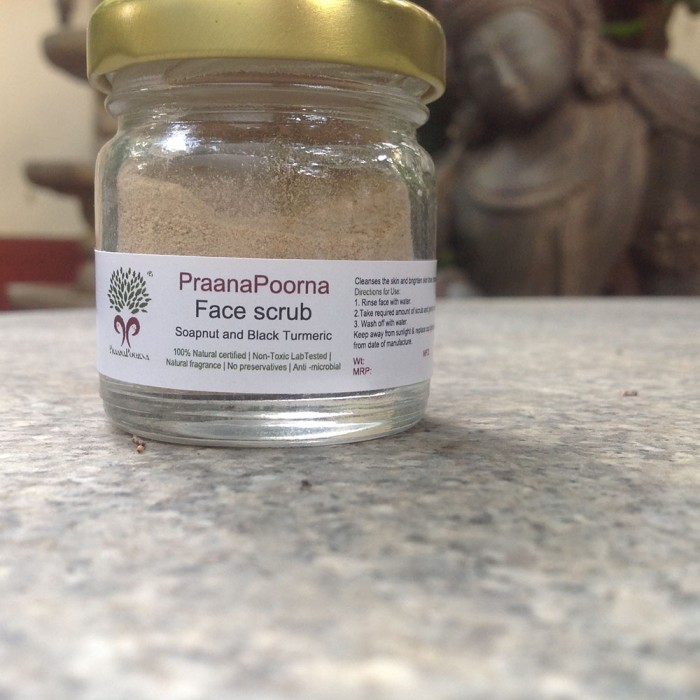 PraanaPoorna
Face scrub
Soapnut and Black Turmeric
100% Natural certified | Non-Toxic LabTested |
Natural fragrance | No preservatives | Anti -microbial
PRAANAPOORNA
Cleanses the skin and brighten
Directions for Use:
1. Rinse face with water.
2.Take required amount of scrub and
3. Wash off with water.
Keep away from sunlight & replace
from date of manufacture.
Wt:
MRP: